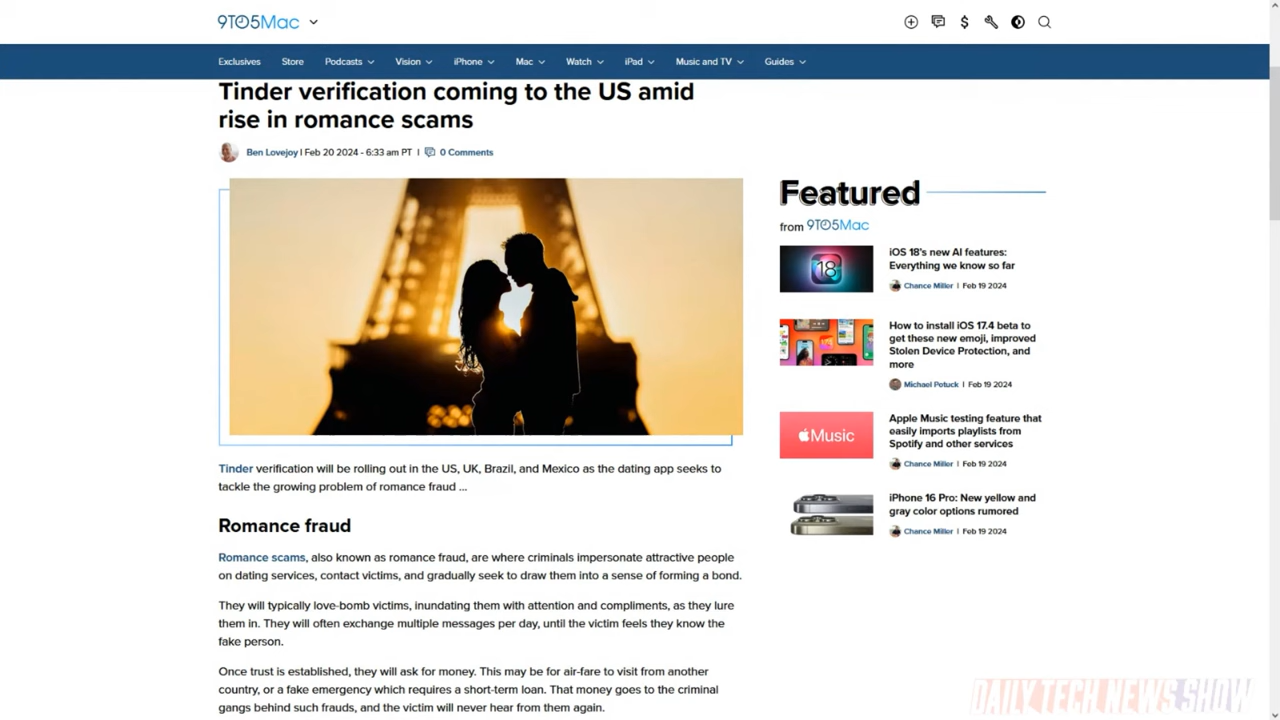 9TO5Mac
Exclusives Store Podcasts Vision iPhone Mac Watch iPad Music and TV Guides
Tinder verification coming to the US amid
rise in romance scams
Ben Lovejoy | Feb 20 2024 - 6:33 am PT | 0 Comments
Tinder verification will be rolling out in the US, UK, Brazil, and Mexico as the dating app seeks to
tackle the growing problem of romance fraud ...
Romance fraud
Romance scams, also known as romance fraud, are where criminals impersonate attractive people
on dating services, contact victims, and gradually seek to draw them into a sense of forming a bond.
They will typically love-bomb victims, inundating them with attention and compliments, as they lure
them in. They will often exchange multiple messages per day, until the victim feels they know the
fake person.
Once trust is established, they will ask for money. This may be for air-fare to visit from another
country, or a fake emergency which requires a short-term loan. That money goes to the criminal
gangs behind such frauds, and the victim will never hear from them again.
Featured
from 9TO5Mac
18
iOS 18's new AI features:
Everything we know so far
Chance Miller | Feb 19 2024
How to install iOS 17.4 beta to
get these new emoji, improved
Stolen Device Protection, and
more
Michael Potuck | Feb 19 2024
Music
Apple Music testing feature that
easily imports playlists from
Spotify and other services
Chance Miller | Feb 19 2024
iPhone 16 Pro: New yellow and
gray color options rumored
Chance Miller | Feb 19 2024
DAILY TECH NEWS SHOW